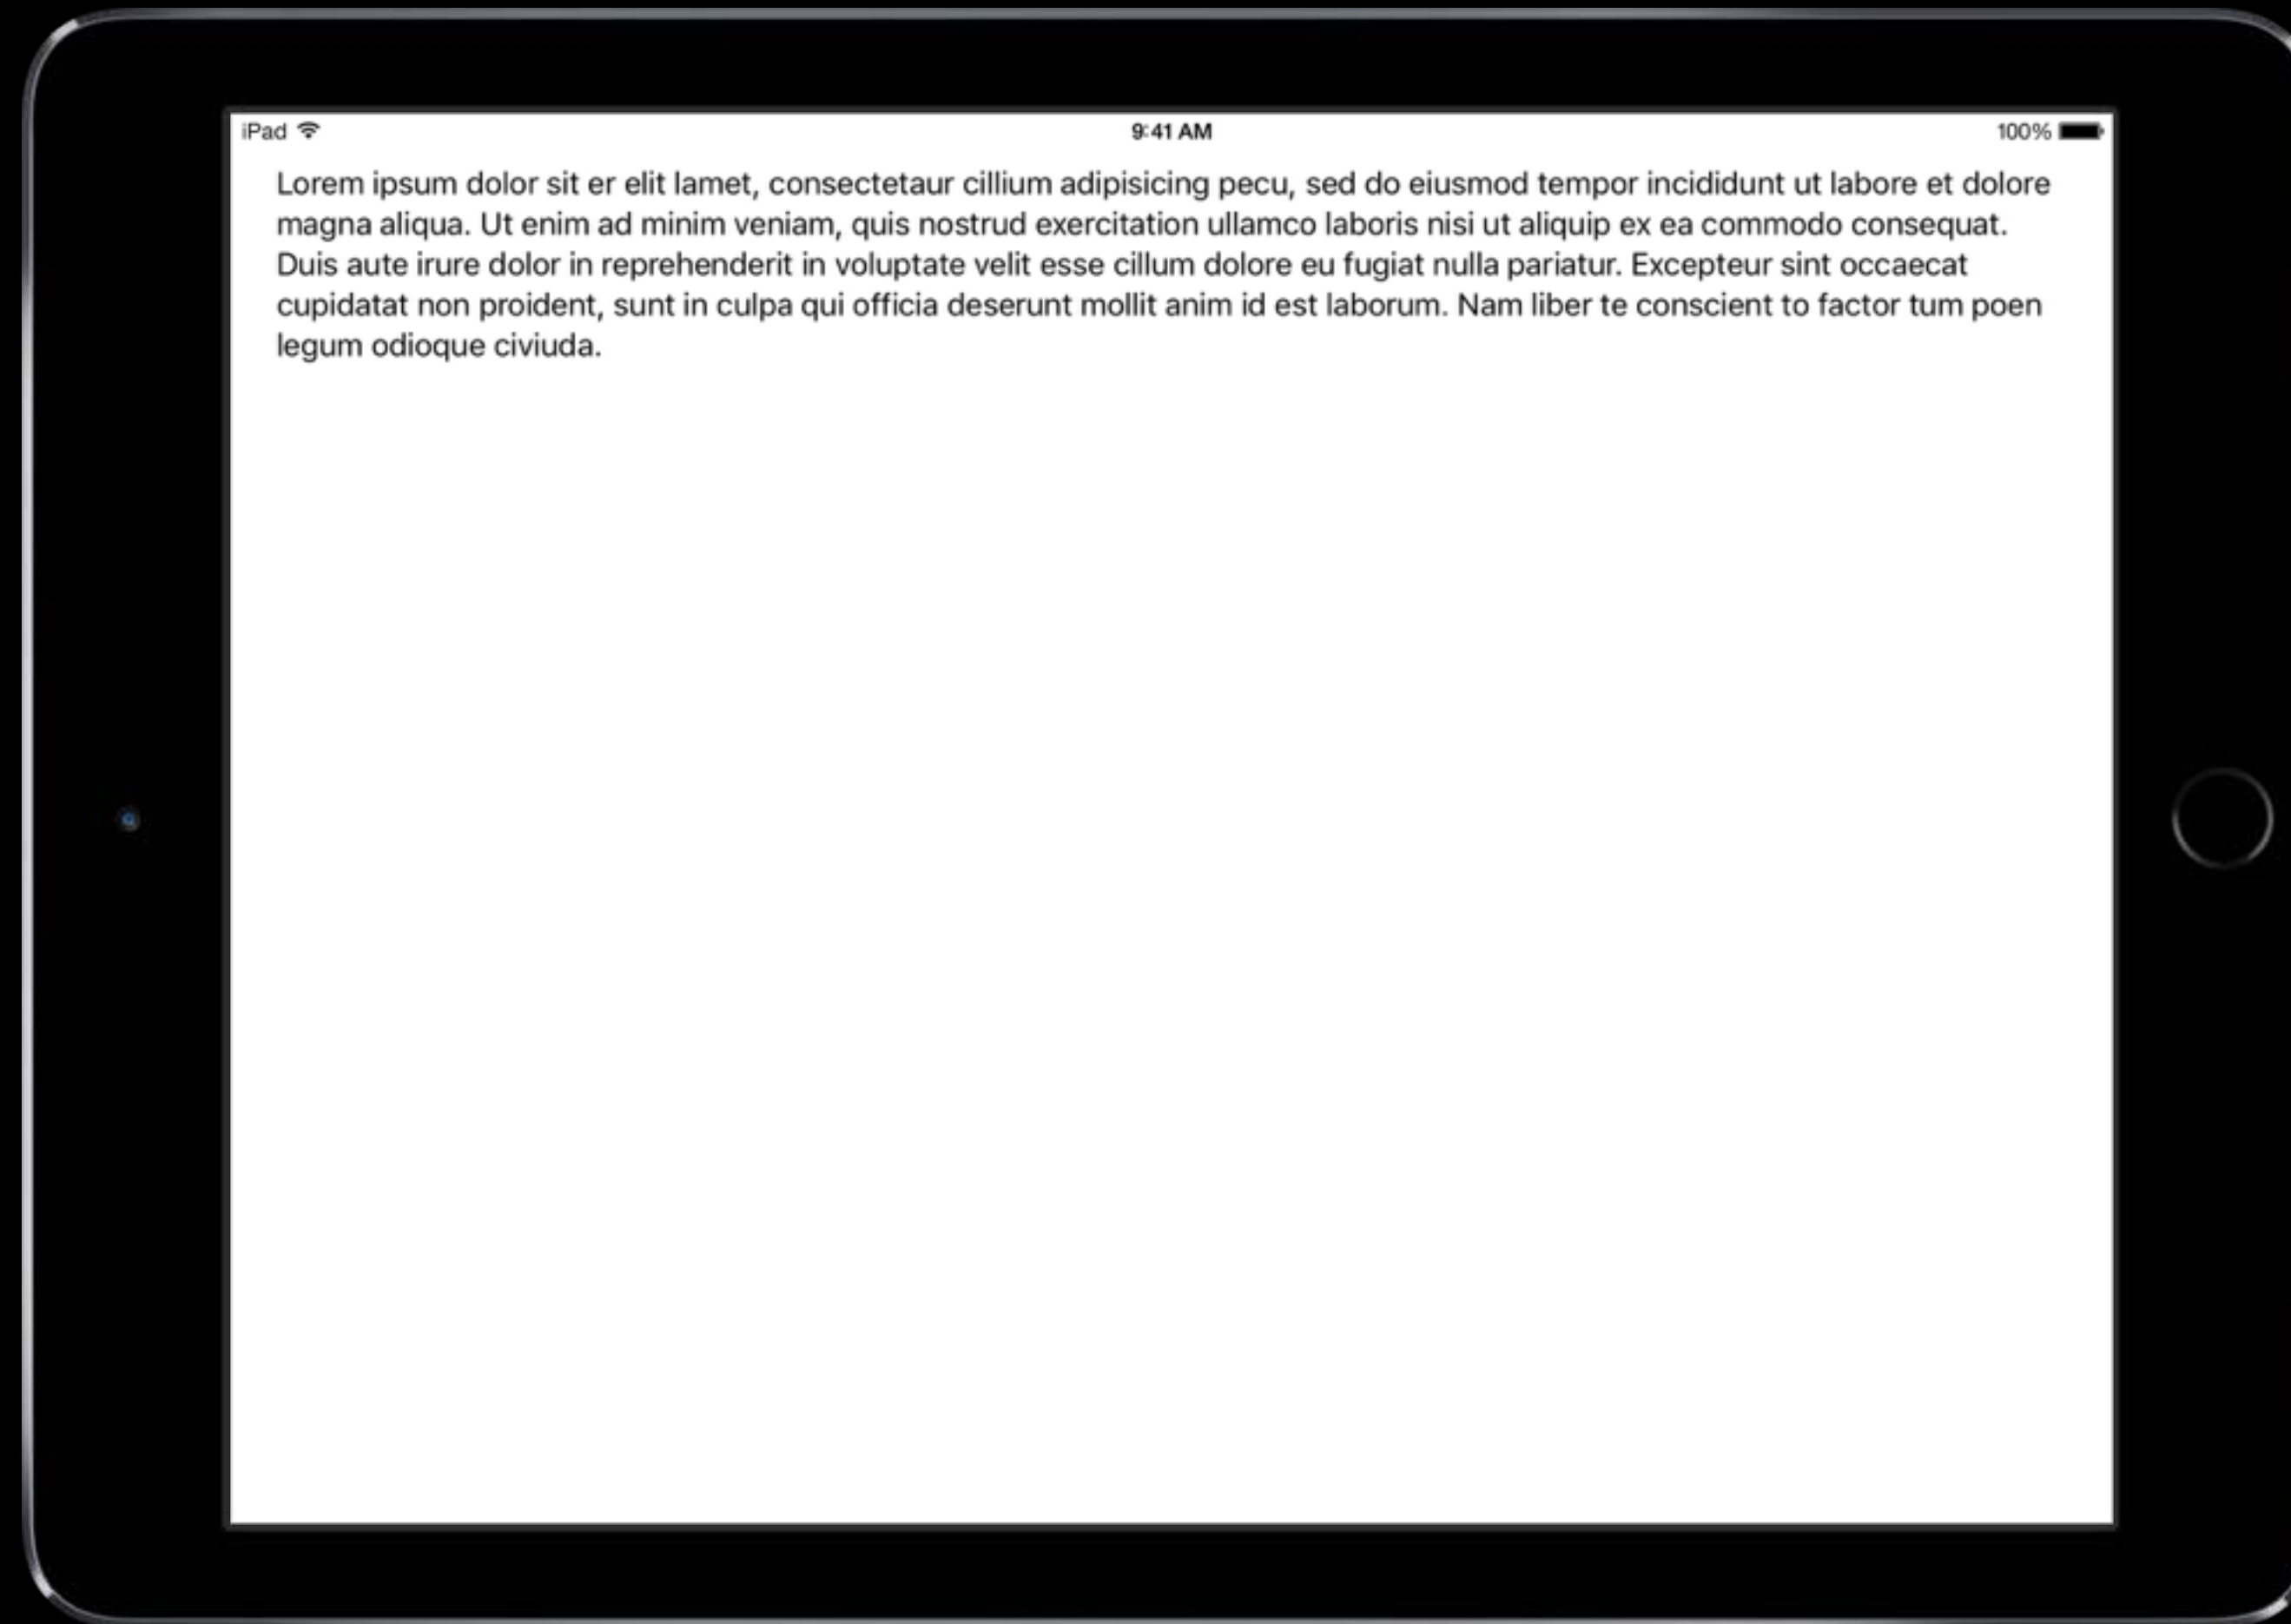 iPad
9:41 AM
100%
Lorem ipsum dolor sit er elit lamet, consectetaur cillium adipisicing pecu, sed do eiusmod tempor incididunt ut labore et dolore
magna aliqua. Ut enim ad minim veniam, quis nostrud exercitation ullamco laboris nisi ut aliquip ex ea commodo consequat.
Duis aute irure dolor in reprehenderit in voluptate velit esse cillum dolore eu fugiat nulla pariatur. Excepteur sint occaecat
cupidatat non proident, sunt in culpa qui officia deserunt mollit anim id est laborum. Nam liber te conscient to factor tum poen
legum odioque civiuda.